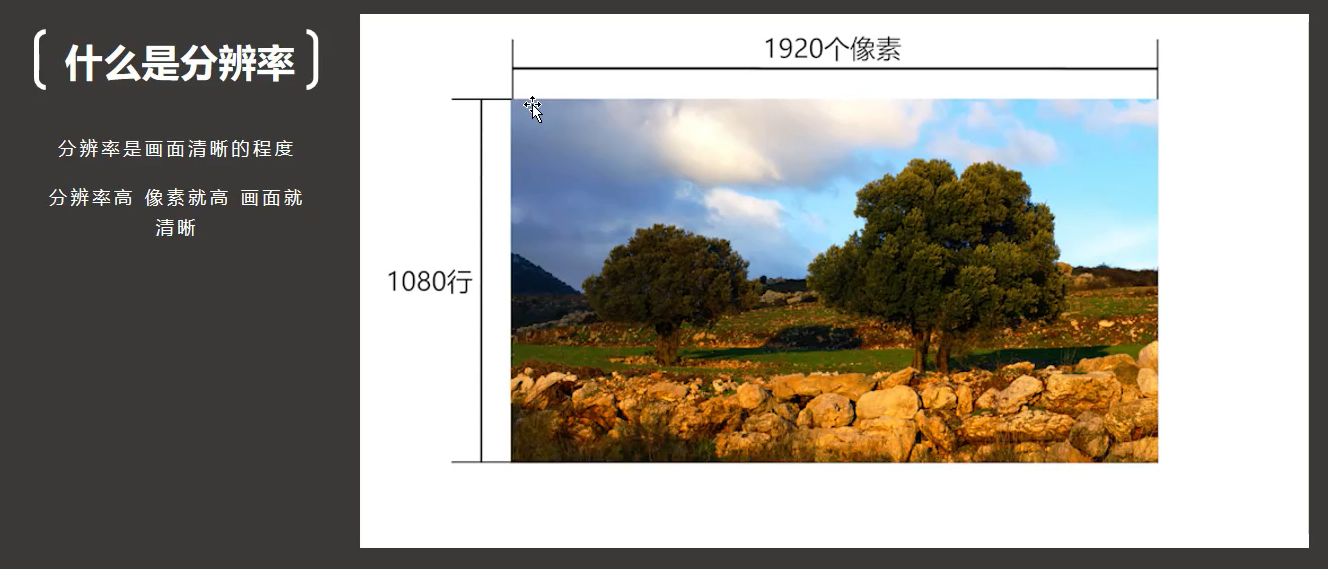 什么是分辨率
分辨率是画面清晰的程度
分辨率高 像素就高 画面就
清晰
1920个像素
1080行